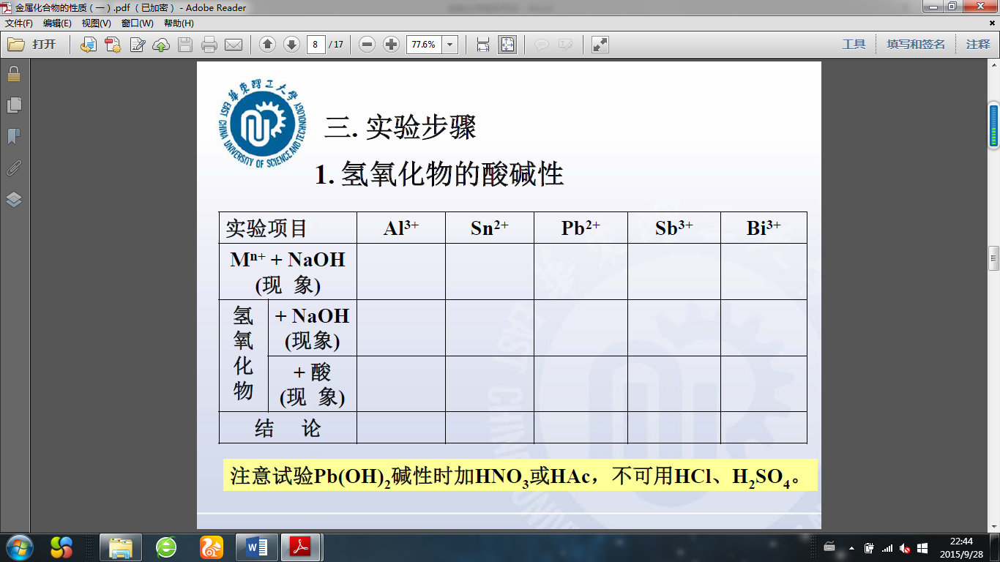 金属化合物的性质（一）.pdf （已加密） - Adobe Reader
文件(F) 编辑(E) 视图(V) 窗口(W) 帮助(H)
打开 8 / 17 77.6% 工具 填写和签名 注释
華東理工大学
EAST CHINA UNIVERSITY OF SCIENCE AND TECHNOLOGY
三. 实验步骤
1. 氢氧化物的酸碱性
实验项目 Al³⁺ Sn²⁺ Pb²⁺ Sb³⁺ Bi³⁺
Mⁿ⁺ + NaOH
(现 象)
氢氧化物
+ NaOH
(现象)
+ 酸
(现 象)
结 论
注意试验Pb(OH)₂碱性时加HNO₃或HAc，不可用HCl、H₂SO₄。
22:44
2015/9/28